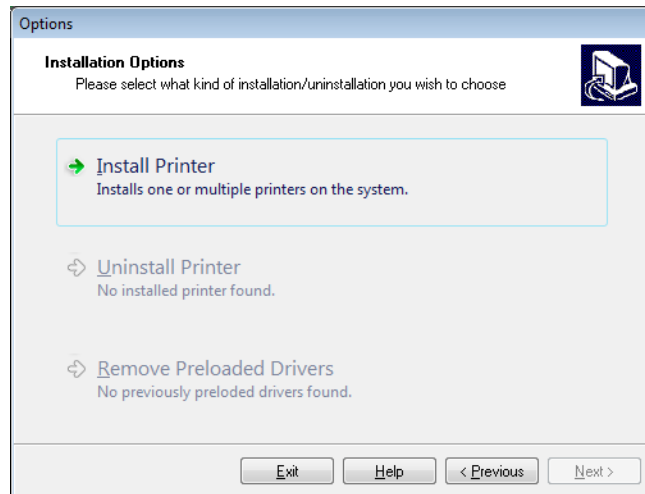 Options
Installation Options
Please select what kind of installation/uninstallation you wish to choose
Install Printer
Installs one or multiple printers on the system.
Uninstall Printer
No installed printer found.
Remove Preloaded Drivers
No previously preloded drivers found.
Exit Help < Previous Next >